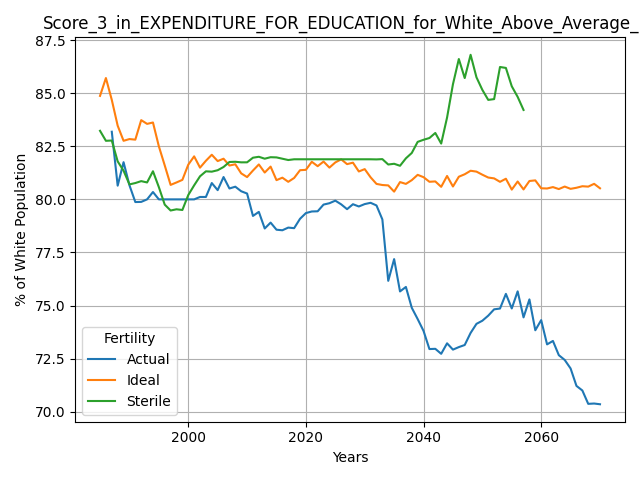 Score_3_in_EXPENDITURE_FOR_EDUCATION_for_White_Above_Average_
87.5
85.0
82.5
80.0
77.5
75.0
72.5
70.0
% of White Population
Fertility
Actual
Ideal
Sterile
2000
2020
2040
2060
Years